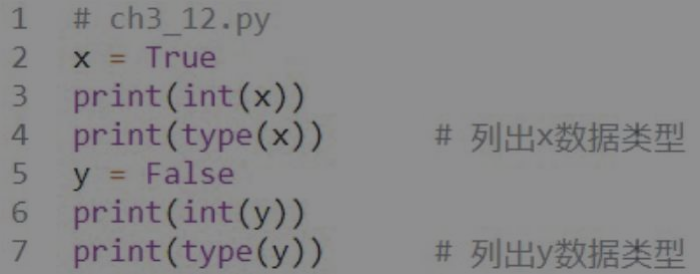 1 # ch3_12.py
2 x = True
3 print(int(x))
4 print(type(x)) # 列出x数据类型
5 y = False
6 print(int(y))
7 print(type(y)) # 列出y数据类型